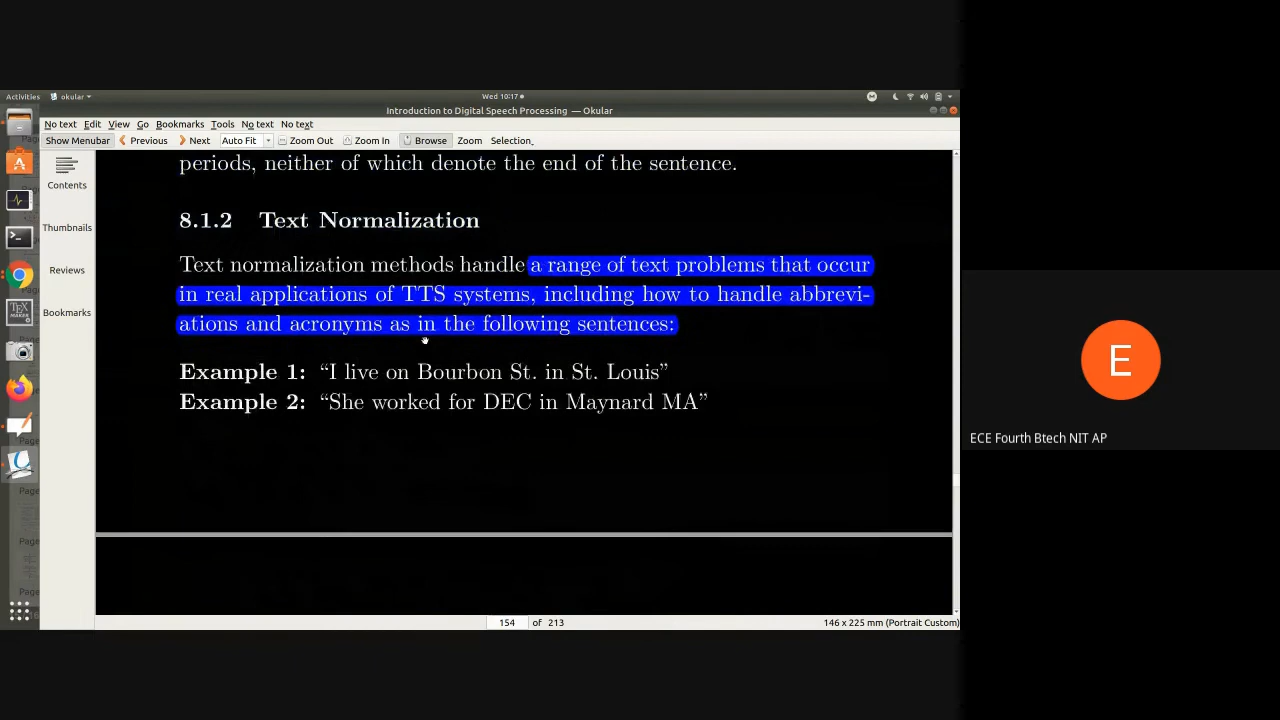 Activities okular Wed 10:17
Introduction to Digital Speech Processing — Okular
No text Edit View Go Bookmarks Tools No text No text
Show Menubar Previous Next Auto Fit Zoom Out Zoom In Browse Zoom Selection
Contents
Thumbnails
Reviews
Bookmarks
periods, neither of which denote the end of the sentence.
8.1.2 Text Normalization
Text normalization methods handle a range of text problems that occur
in real applications of TTS systems, including how to handle abbrevi-
ations and acronyms as in the following sentences:
Example 1: “I live on Bourbon St. in St. Louis”
Example 2: “She worked for DEC in Maynard MA”
154 of 213
146 x 225 mm (Portrait Custom)
E
ECE Fourth Btech NIT AP